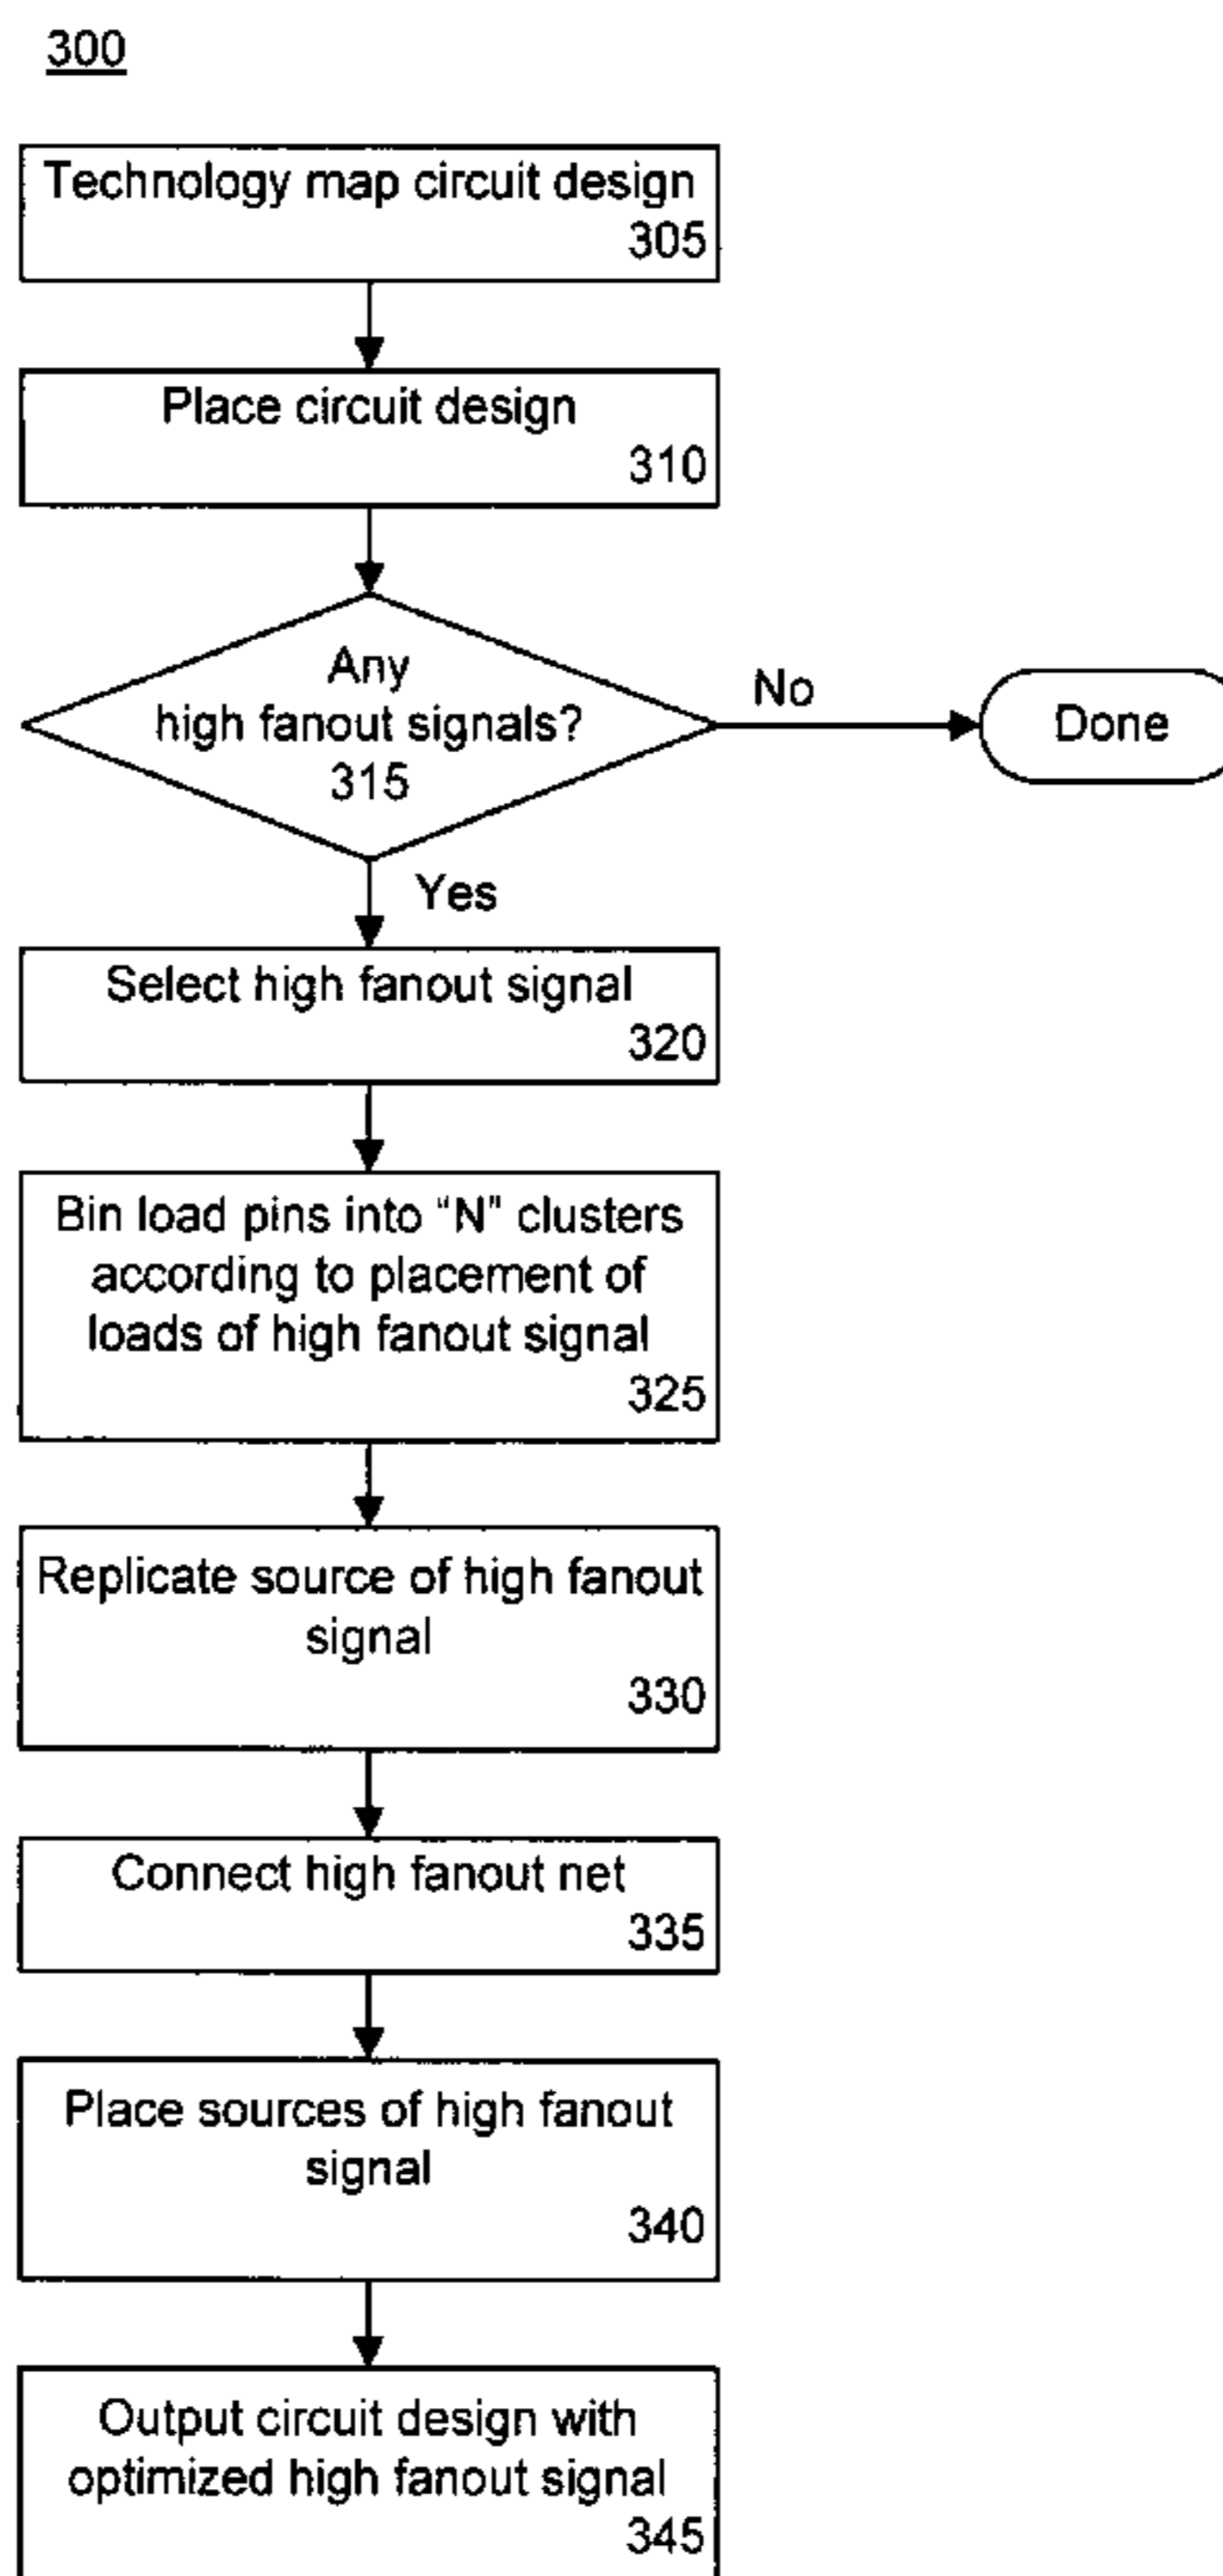 300
Technology map circuit design
305
Place circuit design
310
Any
high fanout signals?
315
No
Done
Yes
Select high fanout signal
320
Bin load pins into “N” clusters
according to placement of
loads of high fanout signal
325
Replicate source of high fanout
signal
330
Connect high fanout net
335
Place sources of high fanout
signal
340
Output circuit design with
optimized high fanout signal
345